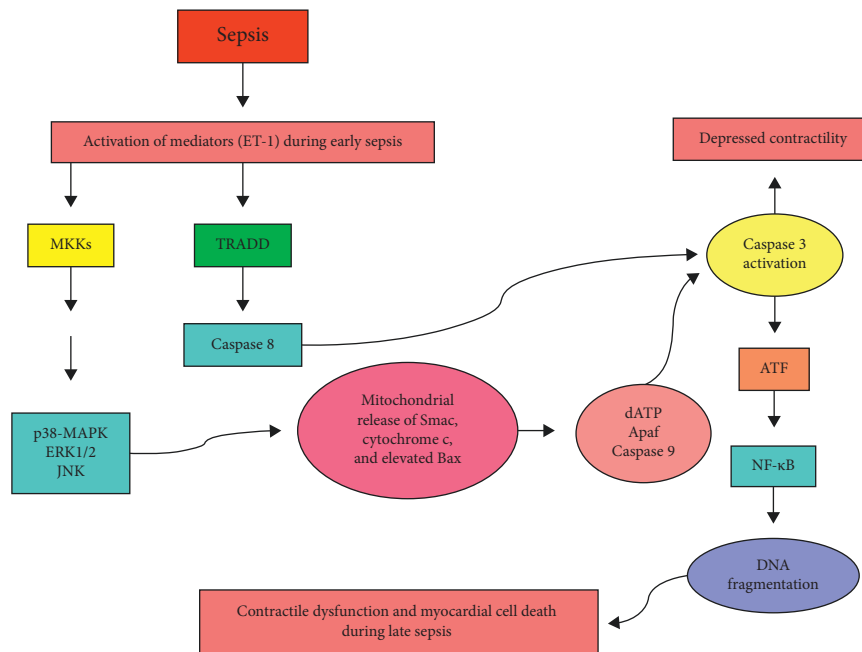 Sepsis
Activation of mediators (ET-1) during early sepsis
Depressed contractility
MKKs
TRADD
Caspase 3
activation
Caspase 8
ATF
Mitochondrial
release of Smac,
cytochrome c,
and elevated Bax
dATP
Apaf
Caspase 9
p38-MAPK
ERK1/2
JNK
NF-κB
DNA
fragmentation
Contractile dysfunction and myocardial cell death
during late sepsis